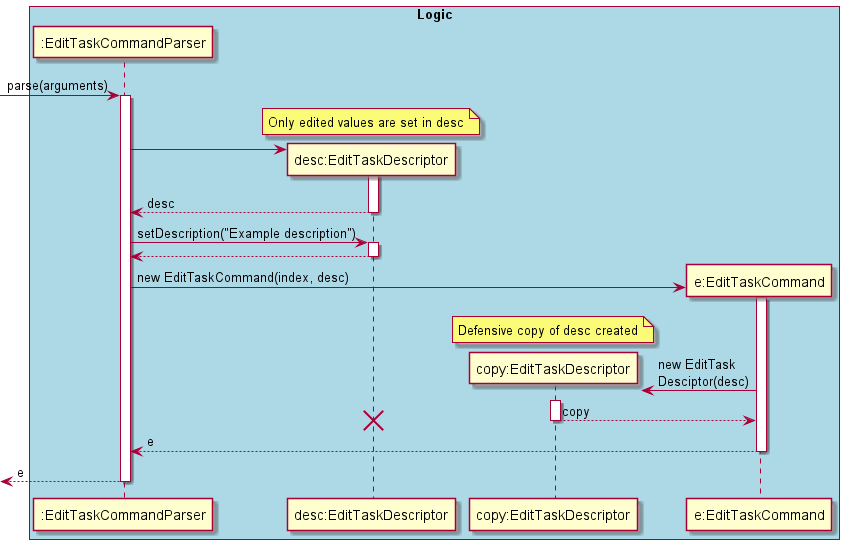 Logic
:EditTaskCommandParser
parse(arguments)
Only edited values are set in desc
desc:EditTaskDescriptor
desc
setDescription("Example description")
new EditTaskCommand(index, desc)
e:EditTaskCommand
Defensive copy of desc created
copy:EditTaskDescriptor
new EditTask
Desciptor(desc)
copy
e
e
:EditTaskCommandParser
desc:EditTaskDescriptor
copy:EditTaskDescriptor
e:EditTaskCommand